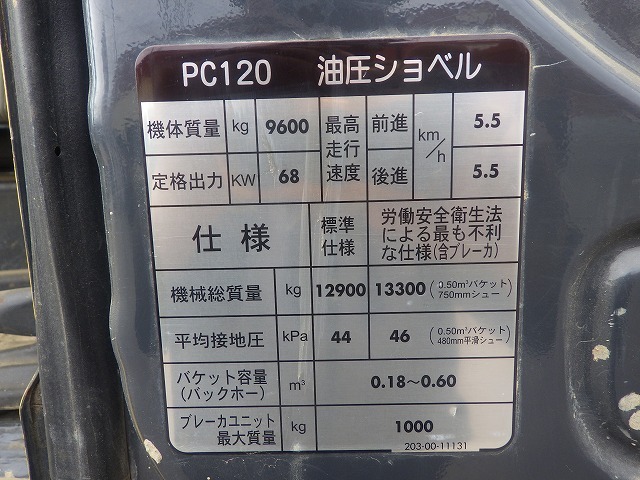 PC120 油圧ショベル
機体質量 kg 9600 最高走行速度 前進 km/h 5.5
定格出力 KW 68 後進 5.5
仕様 標準仕様 労働安全衛生法
による最も不利
な仕様(含ブレーカ)
機械総質量 kg 12900 13300 (0.50m³バケット
750mmシュー)
平均接地圧 kPa 44 46 (0.50m³バケット
480mm平滑シュー)
バケット容量
(バックホー) m³ 0.18〜0.60
ブレーカユニット
最大質量 kg 1000
203-00-11131